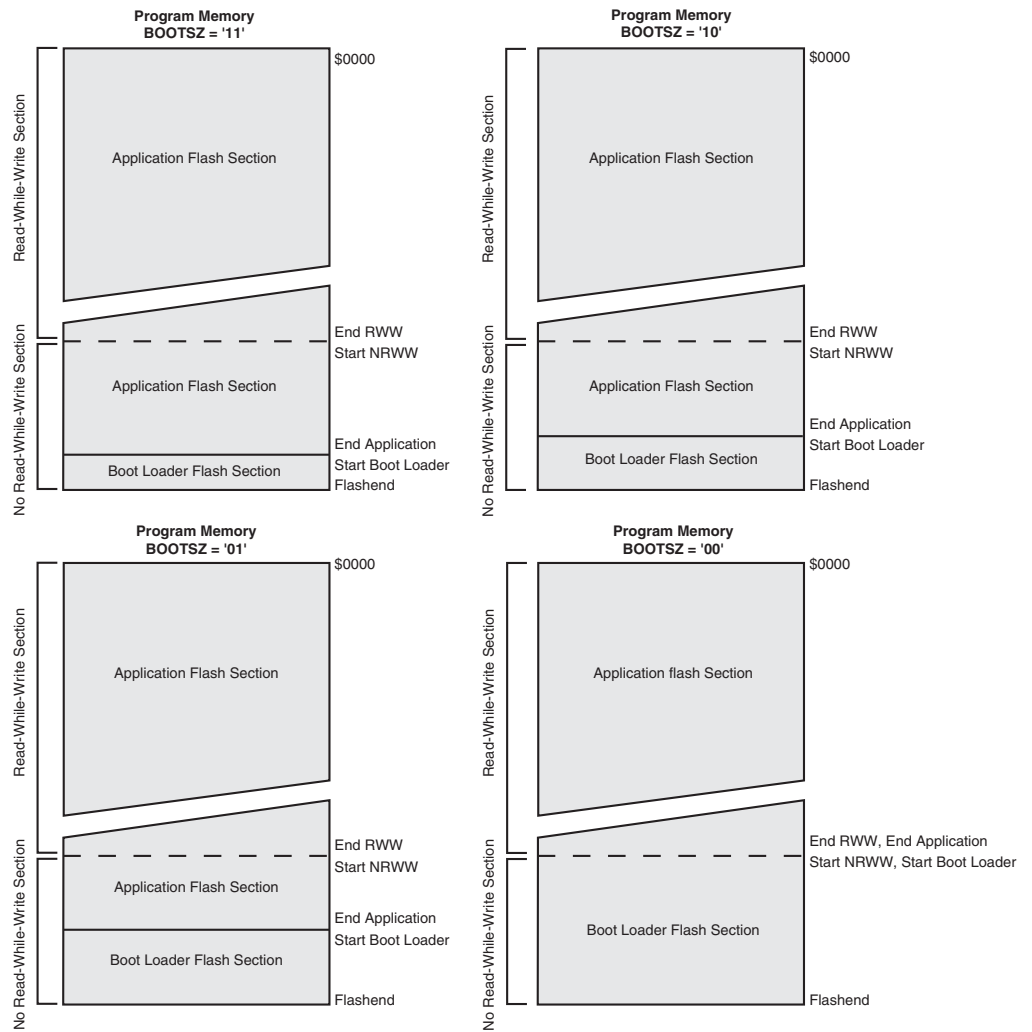 Program Memory
BOOTSZ = '11'
$0000
Read-While-Write Section
Application Flash Section
End RWW
Start NRWW
No Read-While-Write Section
Application Flash Section
End Application
Start Boot Loader
Boot Loader Flash Section
Flashend
Program Memory
BOOTSZ = '10'
$0000
Read-While-Write Section
Application Flash Section
End RWW
Start NRWW
No Read-While-Write Section
Application Flash Section
End Application
Start Boot Loader
Boot Loader Flash Section
Flashend
Program Memory
BOOTSZ = '01'
$0000
Read-While-Write Section
Application Flash Section
End RWW
Start NRWW
No Read-While-Write Section
Application Flash Section
End Application
Start Boot Loader
Boot Loader Flash Section
Flashend
Program Memory
BOOTSZ = '00'
$0000
Read-While-Write Section
Application flash Section
End RWW, End Application
Start NRWW, Start Boot Loader
No Read-While-Write Section
Boot Loader Flash Section
Flashend